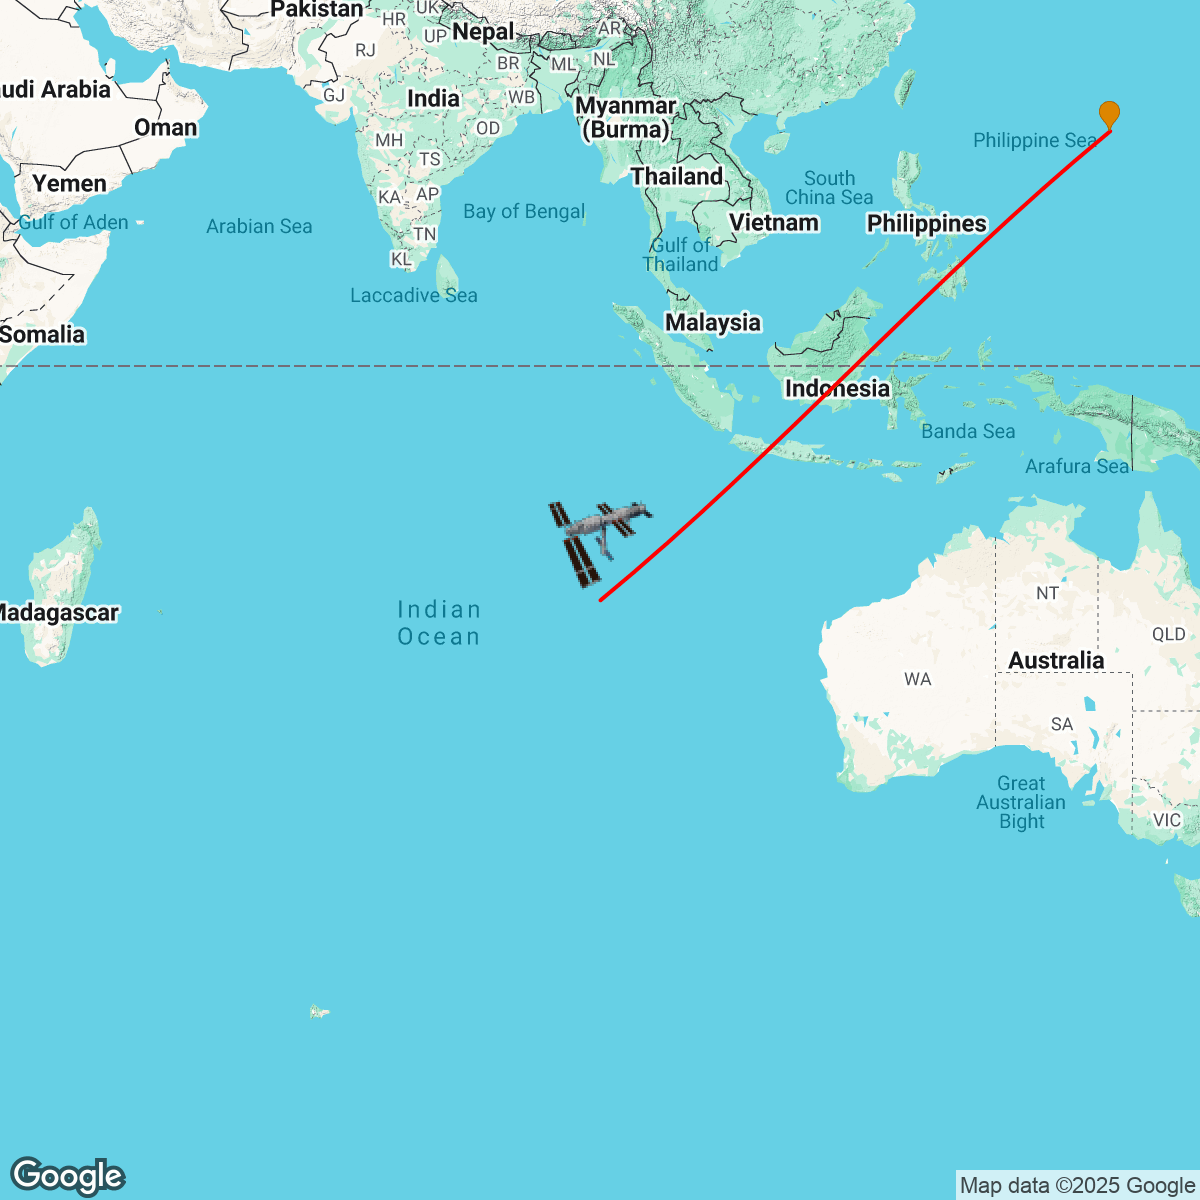 Pakistan
UK
HR
UP
Nepal
AR
RJ
BR
ML
NL
udi Arabia
GJ
India
WB
Myanmar
(Burma)
Oman
OD
MH
TS
Philippine Sea
Yemen
Thailand
South
China Sea
KA
AP
Gulf of Aden
Arabian Sea
Bay of Bengal
Vietnam
Philippines
TN
KL
Gulf of
Thailand
Laccadive Sea
Somalia
Malaysia
Indonesia
Banda Sea
Arafura Sea
Indian
Ocean
Madagascar
NT
QLD
Australia
WA
SA
Great
Australian
Bight
VIC
Google
Map data ©2025 Google